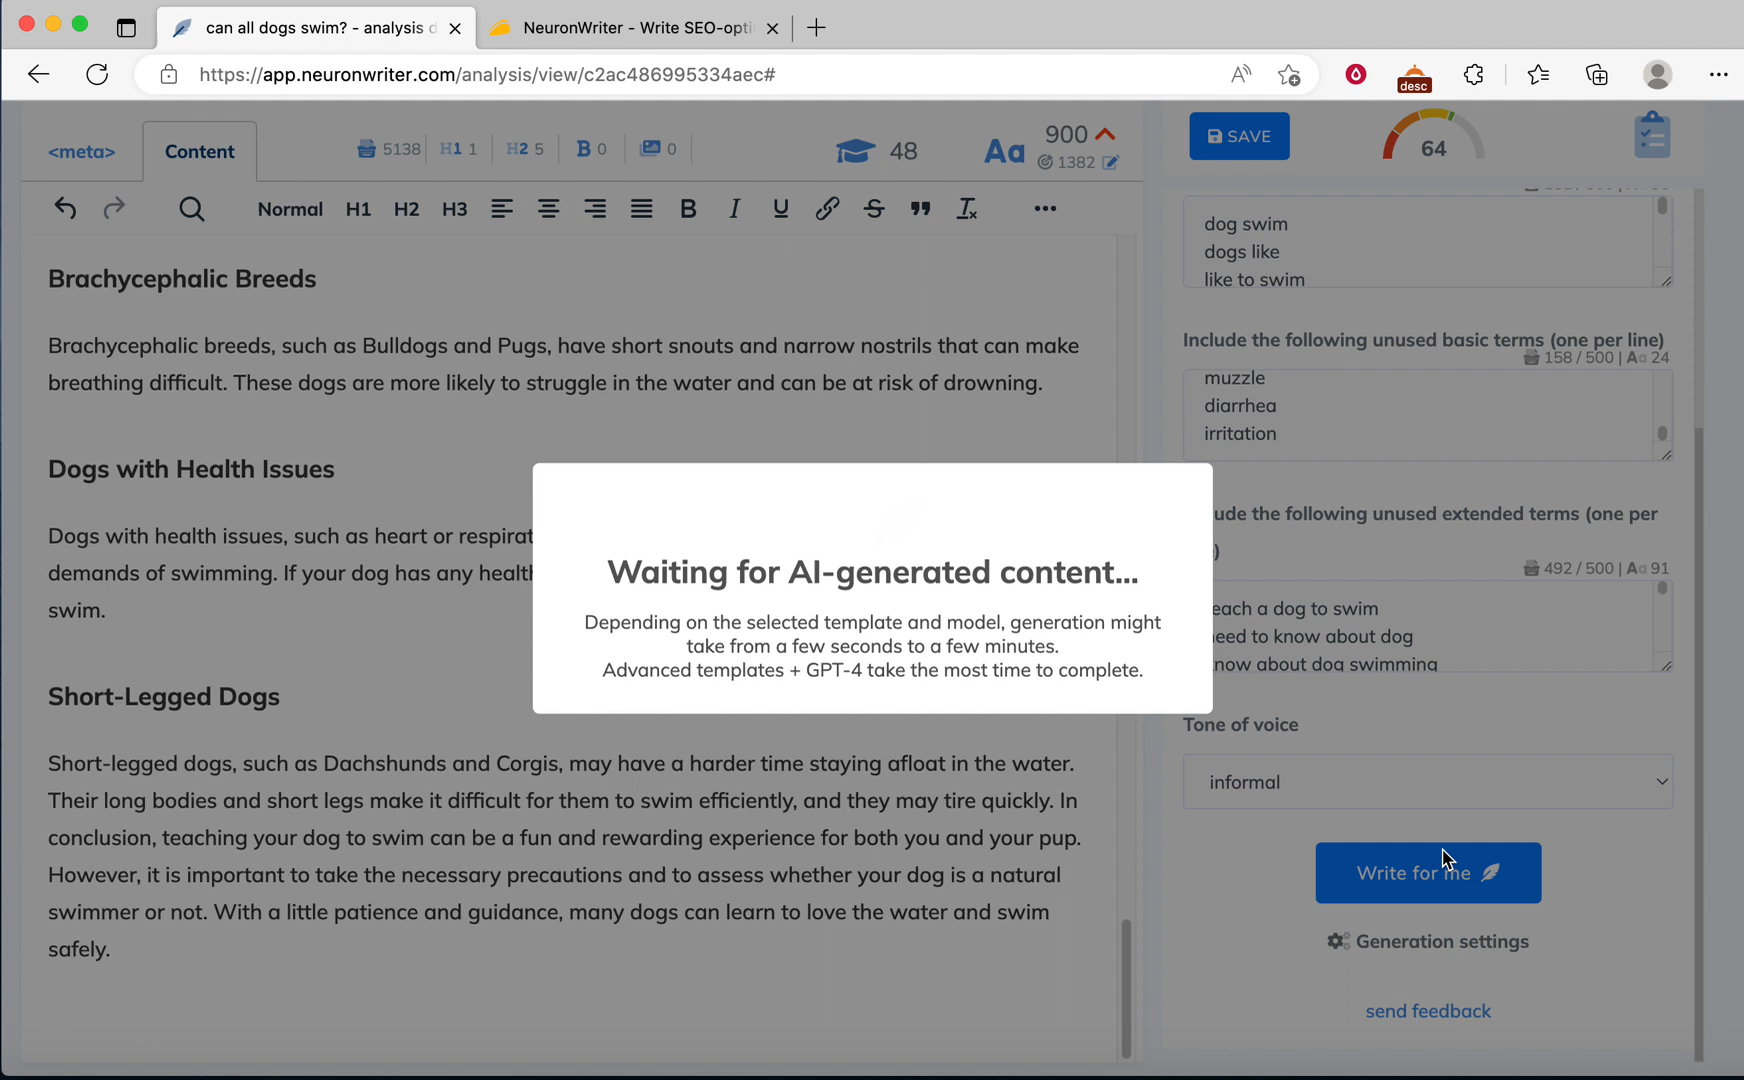 can all dogs swim? - analysis
NeuronWriter - Write SEO-opti
https://app.neuronwriter.com/analysis/view/c2ac486995334aec#
desc
<meta>
Content
5138
H1 1
H2 5
B 0
0
48
Aa
900
1382
SAVE
64
Normal H1 H2 H3
B I U S
Brachycephalic Breeds
Brachycephalic breeds, such as Bulldogs and Pugs, have short snouts and narrow nostrils that can make
breathing difficult. These dogs are more likely to struggle in the water and can be at risk of drowning.
Dogs with Health Issues
Dogs with health issues, such as heart or respirat
demands of swimming. If your dog has any healt
swim.
Short-Legged Dogs
Short-legged dogs, such as Dachshunds and Corgis, may have a harder time staying afloat in the water.
Their long bodies and short legs make it difficult for them to swim efficiently, and they may tire quickly. In
conclusion, teaching your dog to swim can be a fun and rewarding experience for both you and your pup.
However, it is important to take the necessary precautions and to assess whether your dog is a natural
swimmer or not. With a little patience and guidance, many dogs can learn to love the water and swim
safely.
Waiting for AI-generated content...
Depending on the selected template and model, generation might
take from a few seconds to a few minutes.
Advanced templates + GPT-4 take the most time to complete.
dog swim
dogs like
like to swim
Include the following unused basic terms (one per line)
158 / 500 | Aa 24
muzzle
diarrhea
irritation
ude the following unused extended terms (one per
)
492 / 500 | Aa 91
each a dog to swim
eed to know about dog
now about dog swimming
Tone of voice
informal
Write for me
Generation settings
send feedback